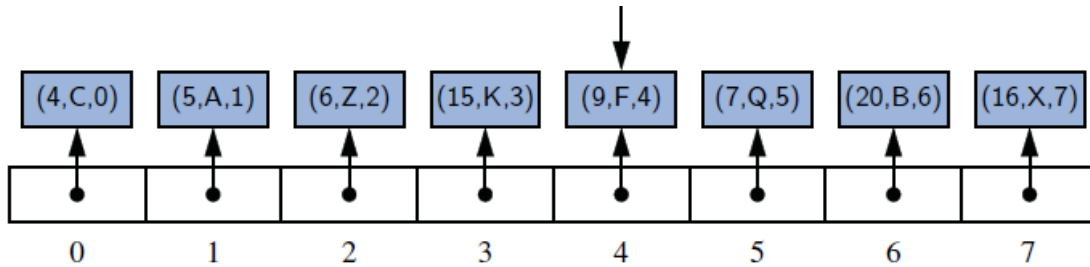 (4,C,0) (5,A,1) (6,Z,2) (15,K,3) (9,F,4) (7,Q,5) (20,B,6) (16,X,7)
0 1 2 3 4 5 6 7